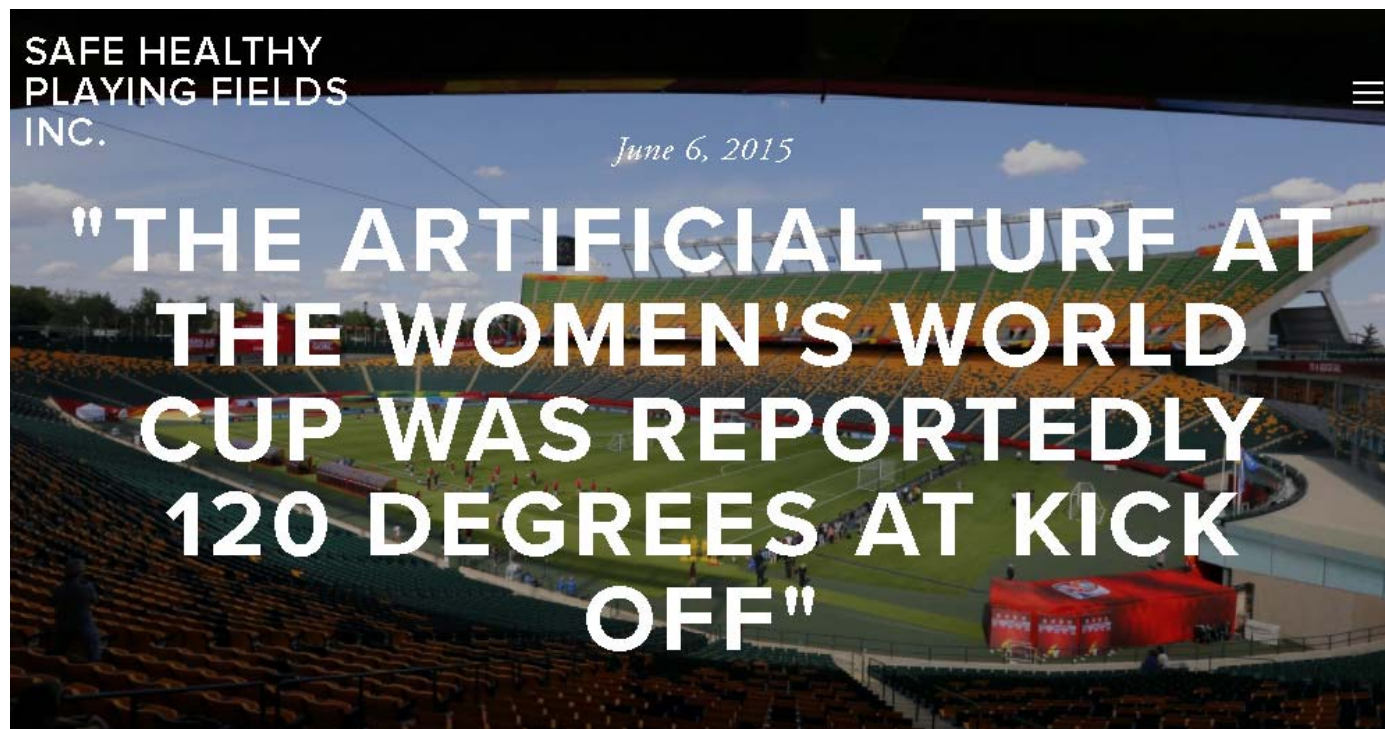 SAFE HEALTHY
PLAYING FIELDS
INC.
June 6, 2015
"THE ARTIFICIAL TURF AT
THE WOMEN'S WORLD
CUP WAS REPORTEDLY
120 DEGREES AT KICK
OFF"